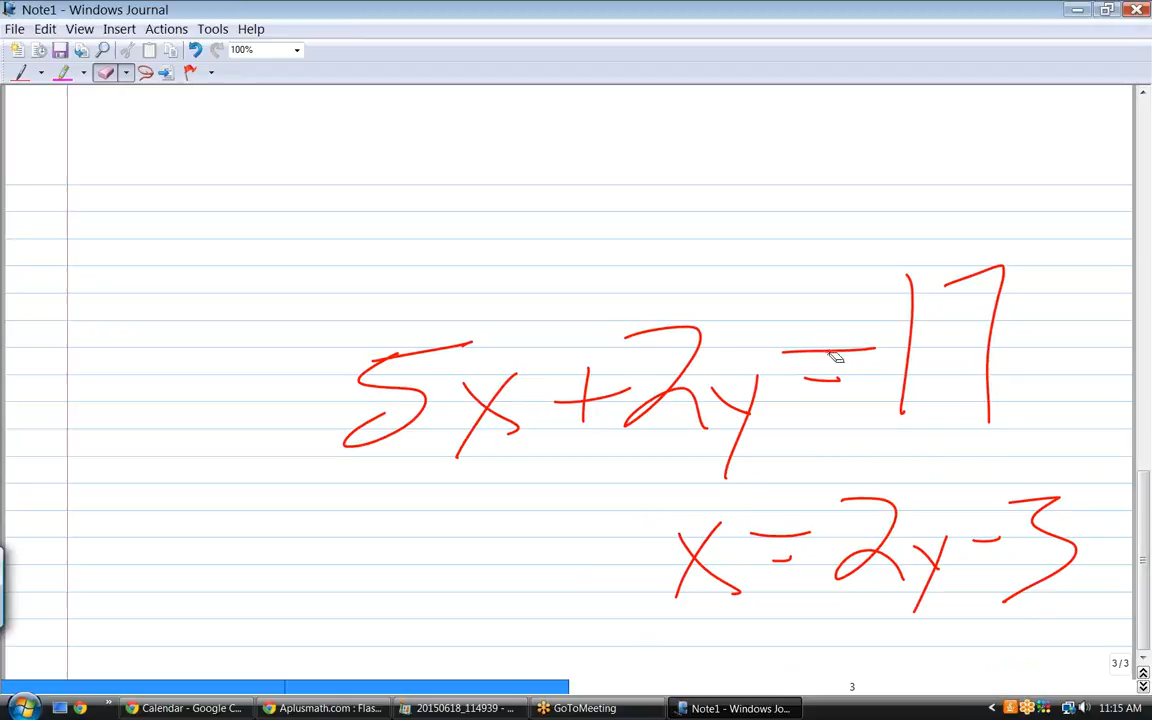 Note1 - Windows Journal
File Edit View Insert Actions Tools Help
100%
5x + 2y = 17
x = 2y - 3
3/3
3
Calendar - Google C...
Aplusmath.com : Flas...
20150618_114939 - ...
GoToMeeting
Note1 - Windows Jo...
11:15 AM